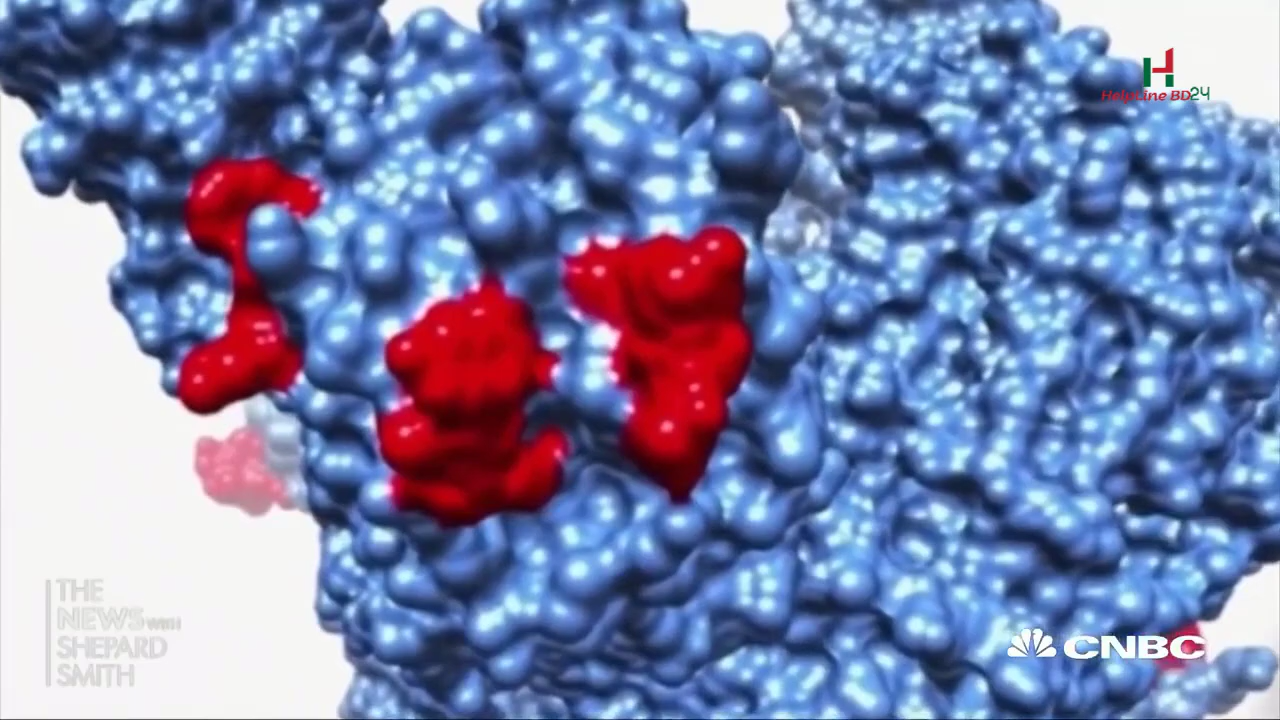 HelpLine BD24
THE
NEWS WITH
SHEPARD
SMITH
CNBC